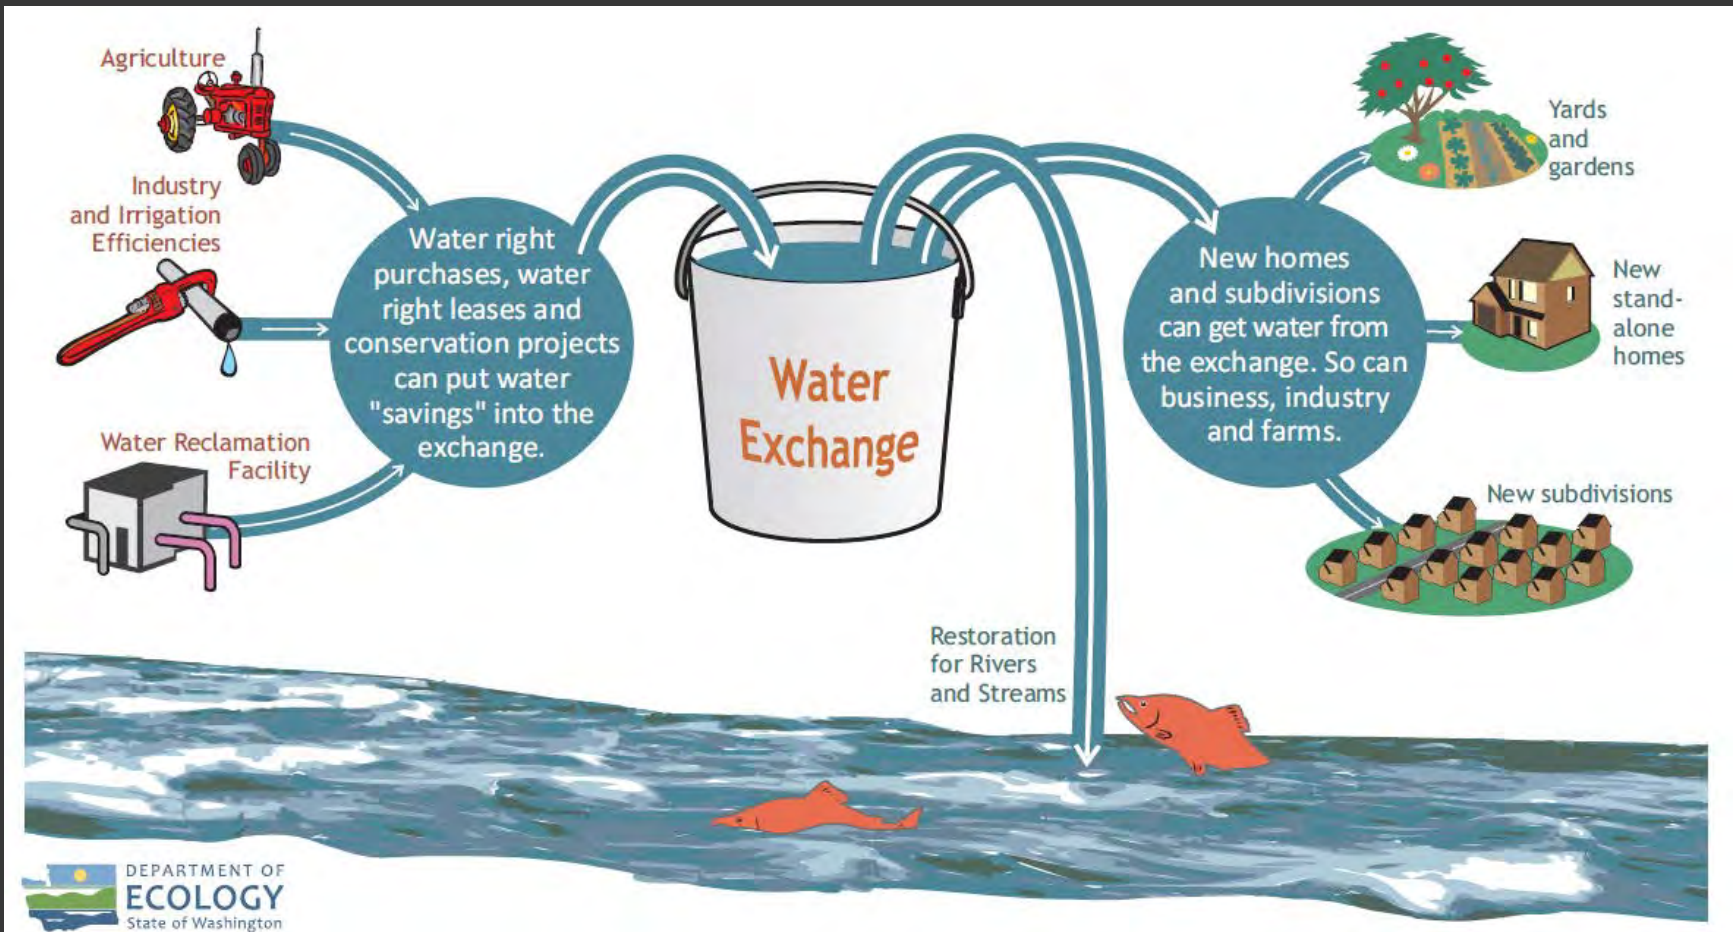 Agriculture
Industry
and Irrigation
Efficiencies
Water Reclamation
Facility
Water right
purchases, water
right leases and
conservation projects
can put water
"savings" into the
exchange.
Water
Exchange
New homes
and subdivisions
can get water from
the exchange. So can
business, industry
and farms.
Yards
and
gardens
New
stand-
alone
homes
New subdivisions
Restoration
for Rivers
and Streams
DEPARTMENT OF
ECOLOGY
State of Washington